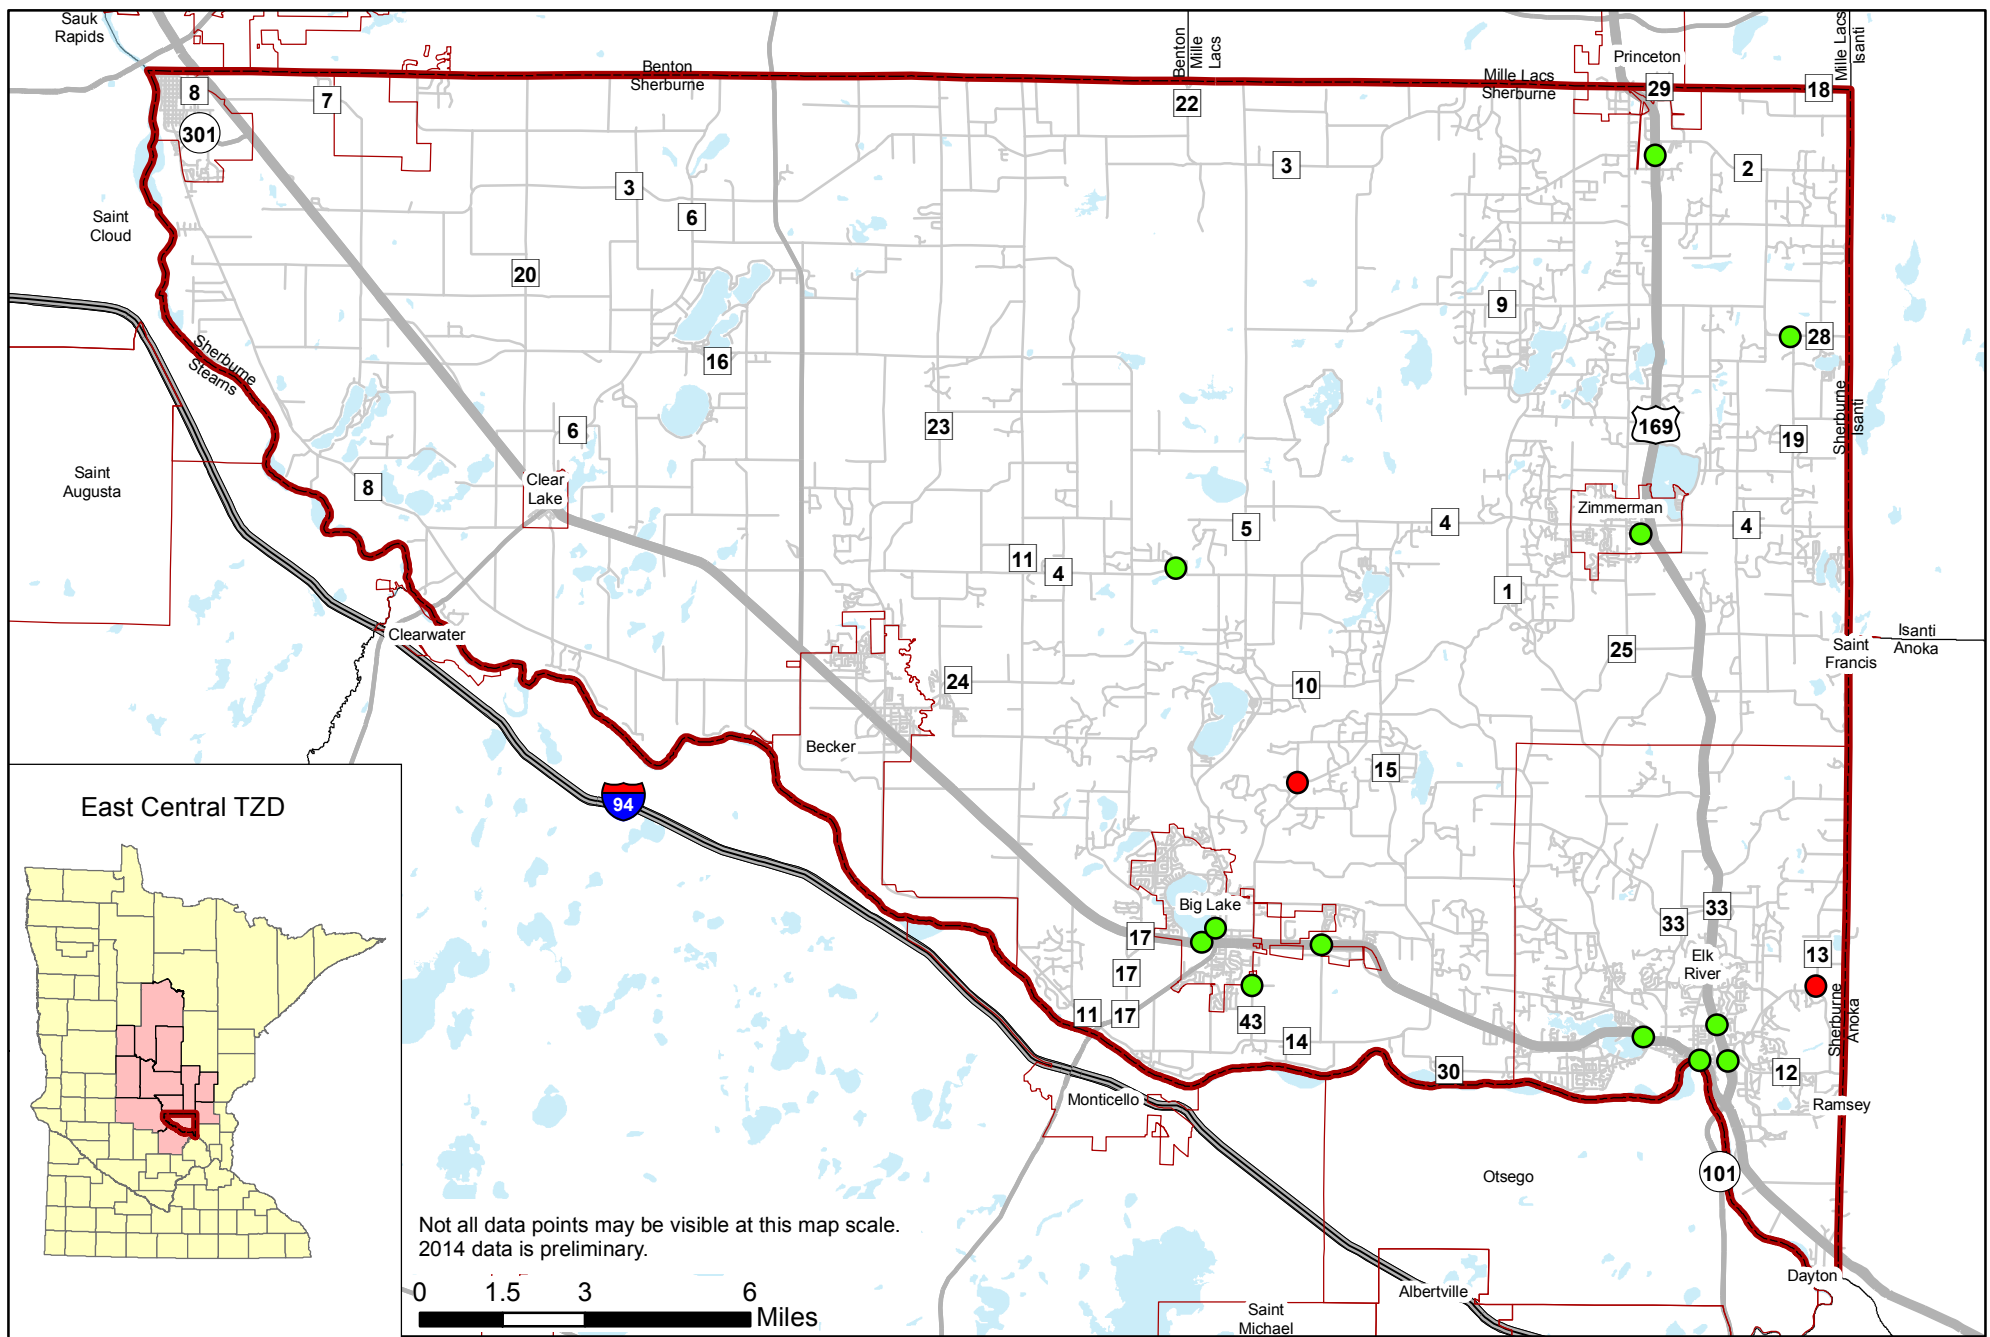 Sauk
Rapids
Benton
Sherburne
Benton
Mille
Lacs
Mille Lacs
Sherburne
Princeton
Mille Lacs
Isanti
8
7
301
22
29
18
3
3
2
6
Saint
Cloud
20
9
28
Sherburne
Stearns
16
6
23
169
19
Sherburne
Isanti
Saint
Augusta
8
Clear
Lake
Zimmerman
5
4
4
11
4
1
Clearwater
25
Saint
Francis
Isanti
Anoka
24
10
Becker
15
94
East Central TZD
Big Lake
33
33
17
17
17
11
43
14
30
Elk
River
13
12
Sherburne
Anoka
Ramsey
Monticello
Otsego
101
Dayton
Albertville
Saint
Michael
Not all data points may be visible at this map scale.
2014 data is preliminary.
0 1.5 3 6
Miles